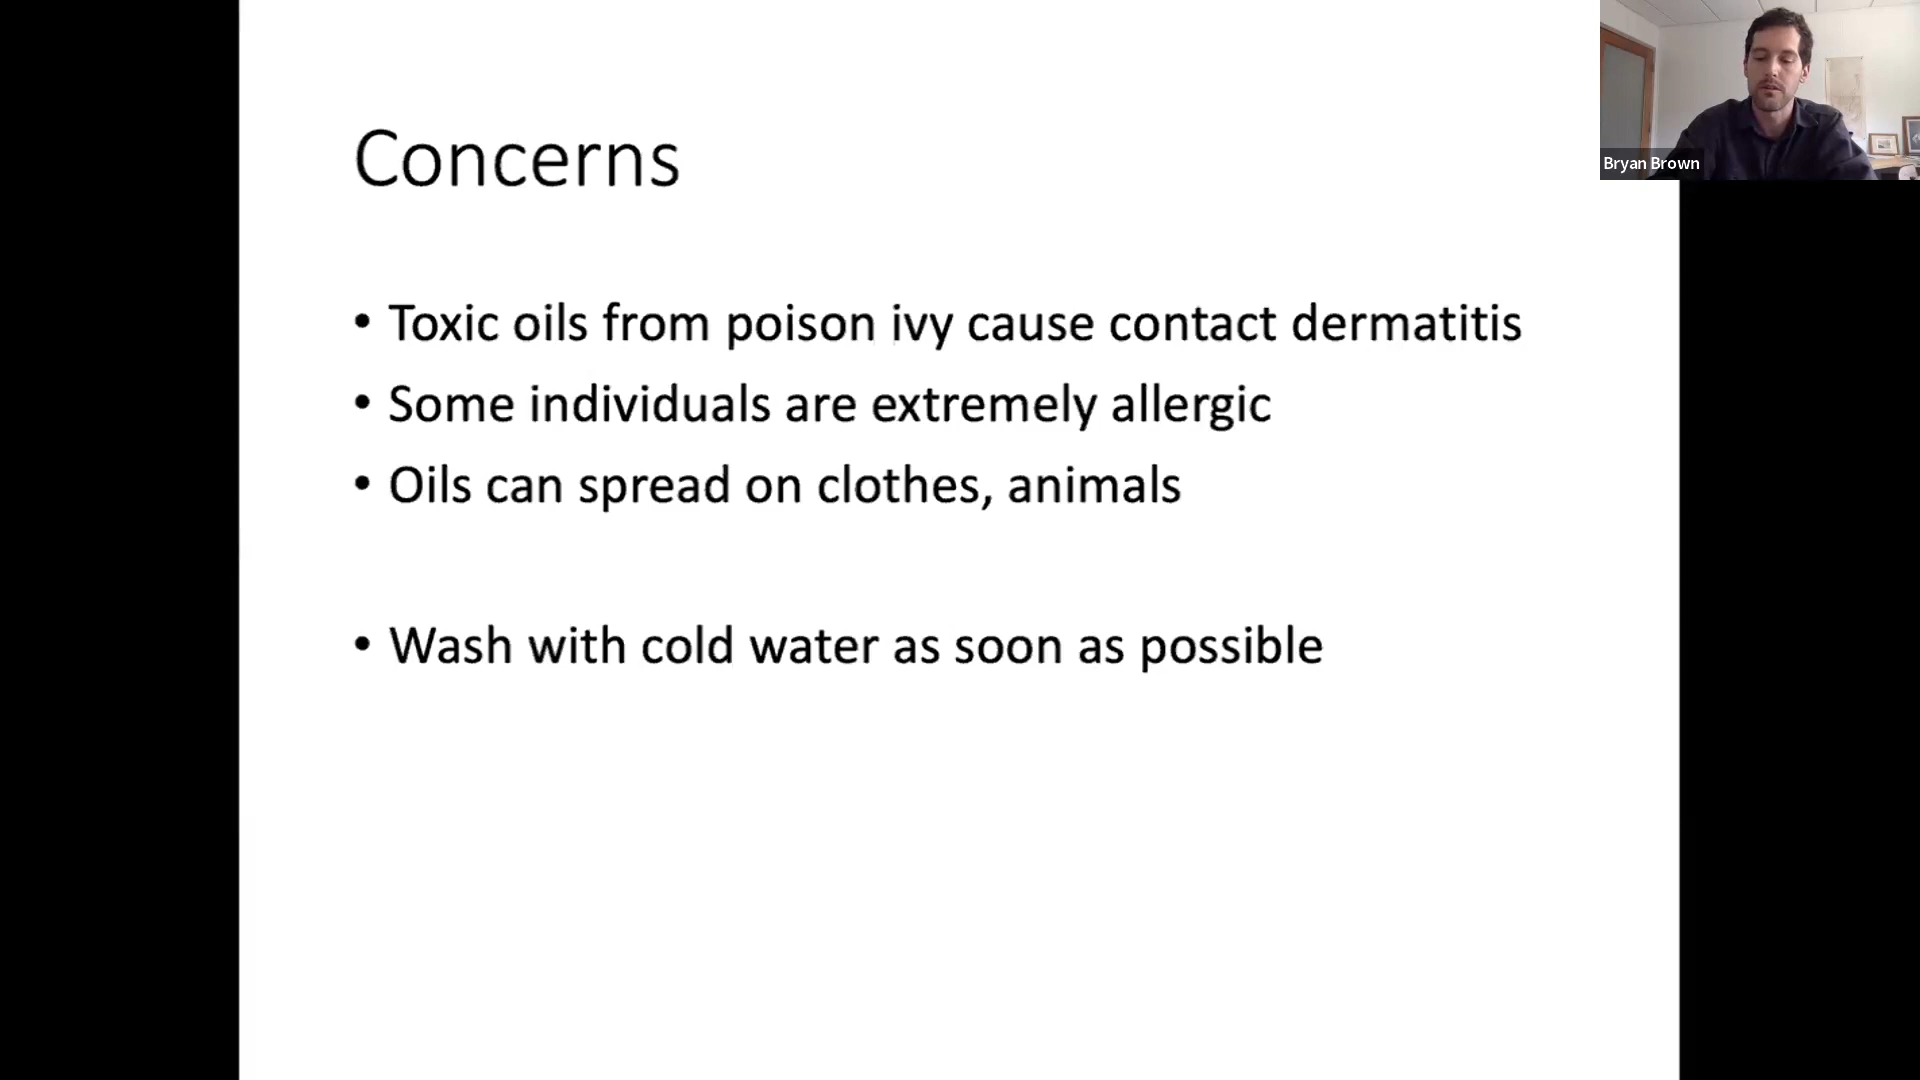 Concerns
• Toxic oils from poison ivy cause contact dermatitis
• Some individuals are extremely allergic
• Oils can spread on clothes, animals
• Wash with cold water as soon as possible
Bryan Brown